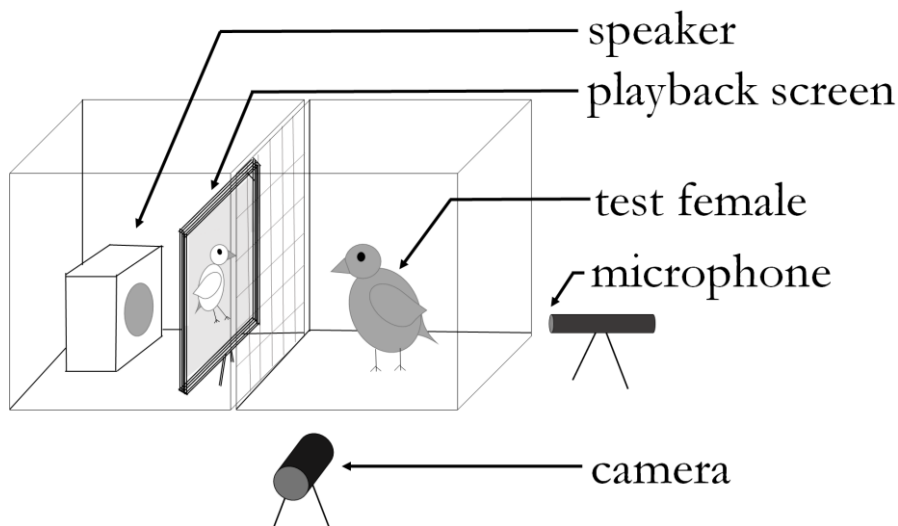 speaker
playback screen
test female
microphone
camera